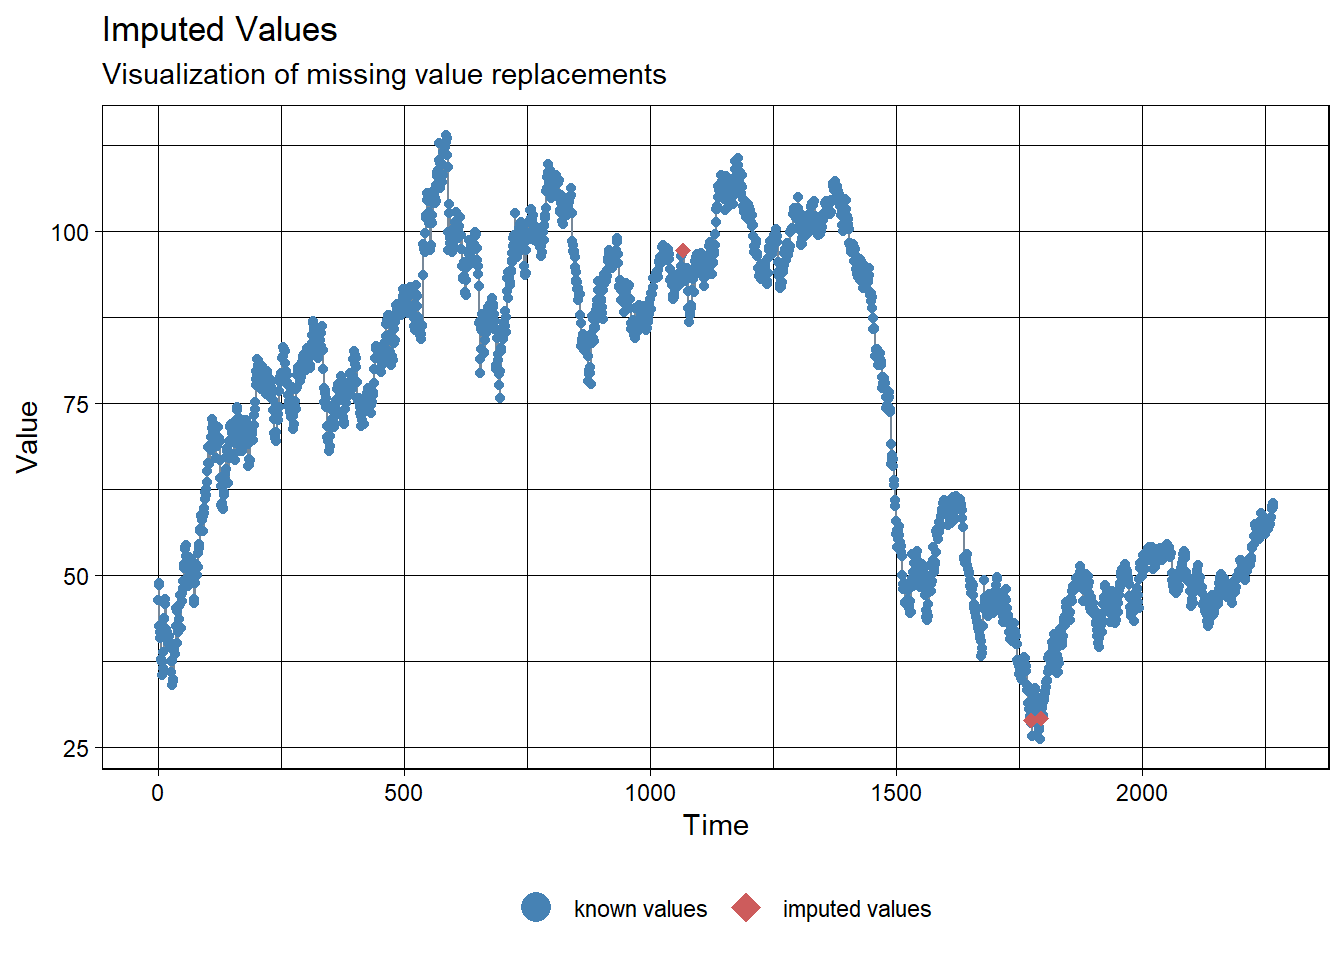 Imputed Values
Visualization of missing value replacements
100
75
50
25
Value
0 500 1000 1500 2000
Time
known values imputed values